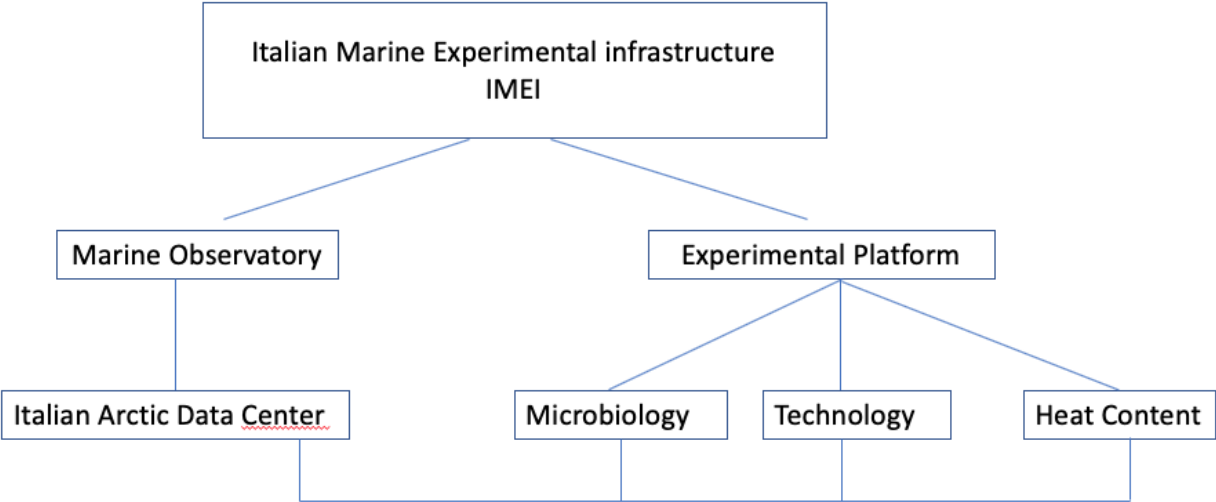 Italian Marine Experimental infrastructure
IMEI
Marine Observatory
Experimental Platform
Italian Arctic Data Center
Microbiology
Technology
Heat Content